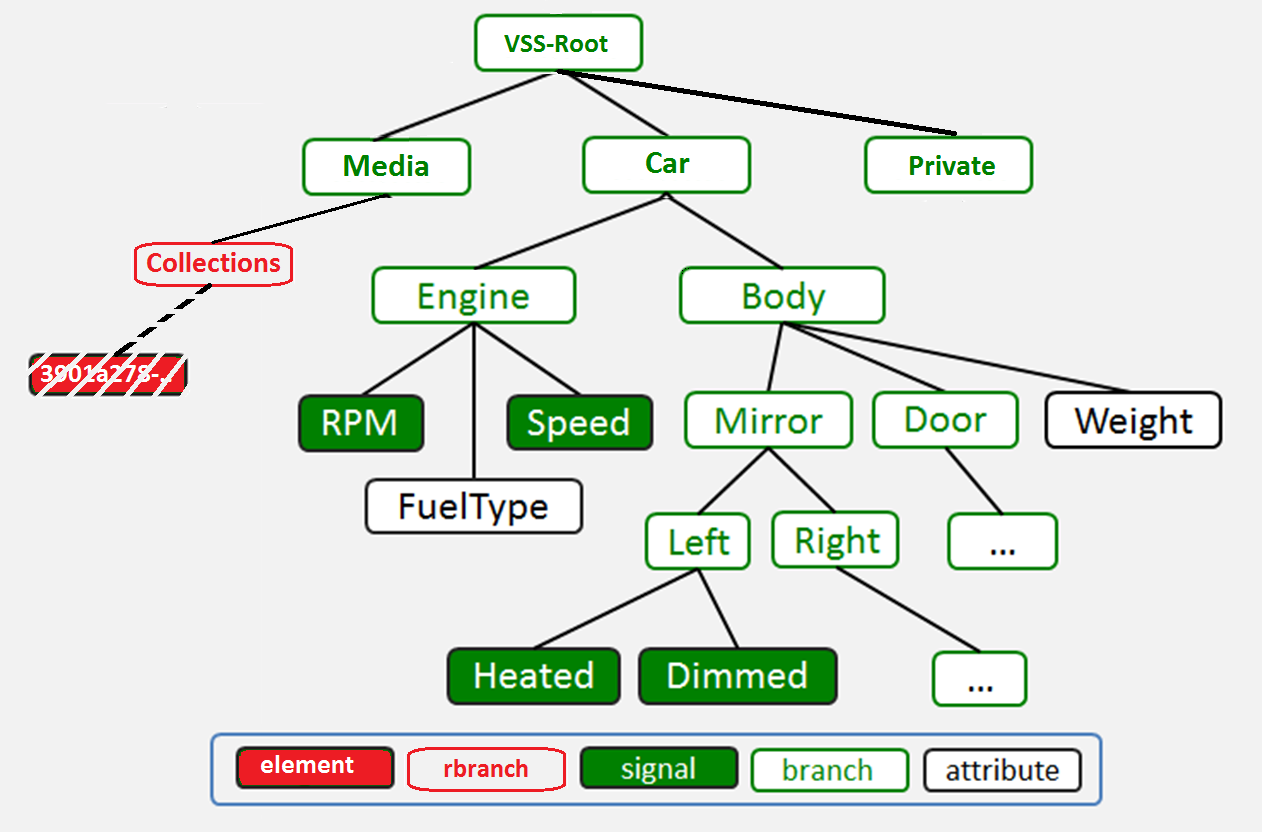 VSS-Root
Media
Car
Private
Collections
Engine
Body
3901a278-..
RPM
Speed
Mirror
Door
Weight
FuelType
Left
Right
...
Heated
Dimmed
...
element
rbranch
signal
branch
attribute